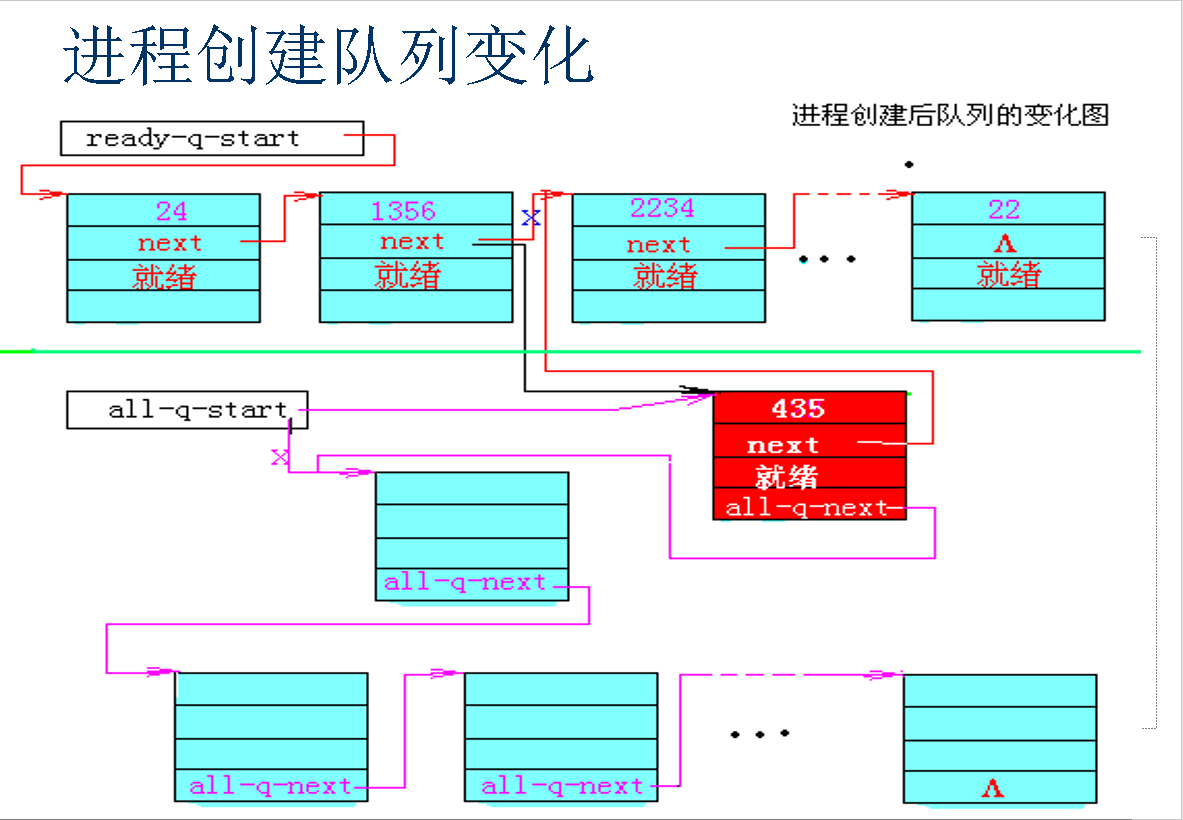 进程创建队列变化
进程创建后队列的变化图
ready-q-start
24
next
就绪
1356
next
就绪
X
2234
next
就绪
22
Λ
就绪
all-q-start
X
435
next
就绪
all-q-next
all-q-next
all-q-next
all-q-next
Λ